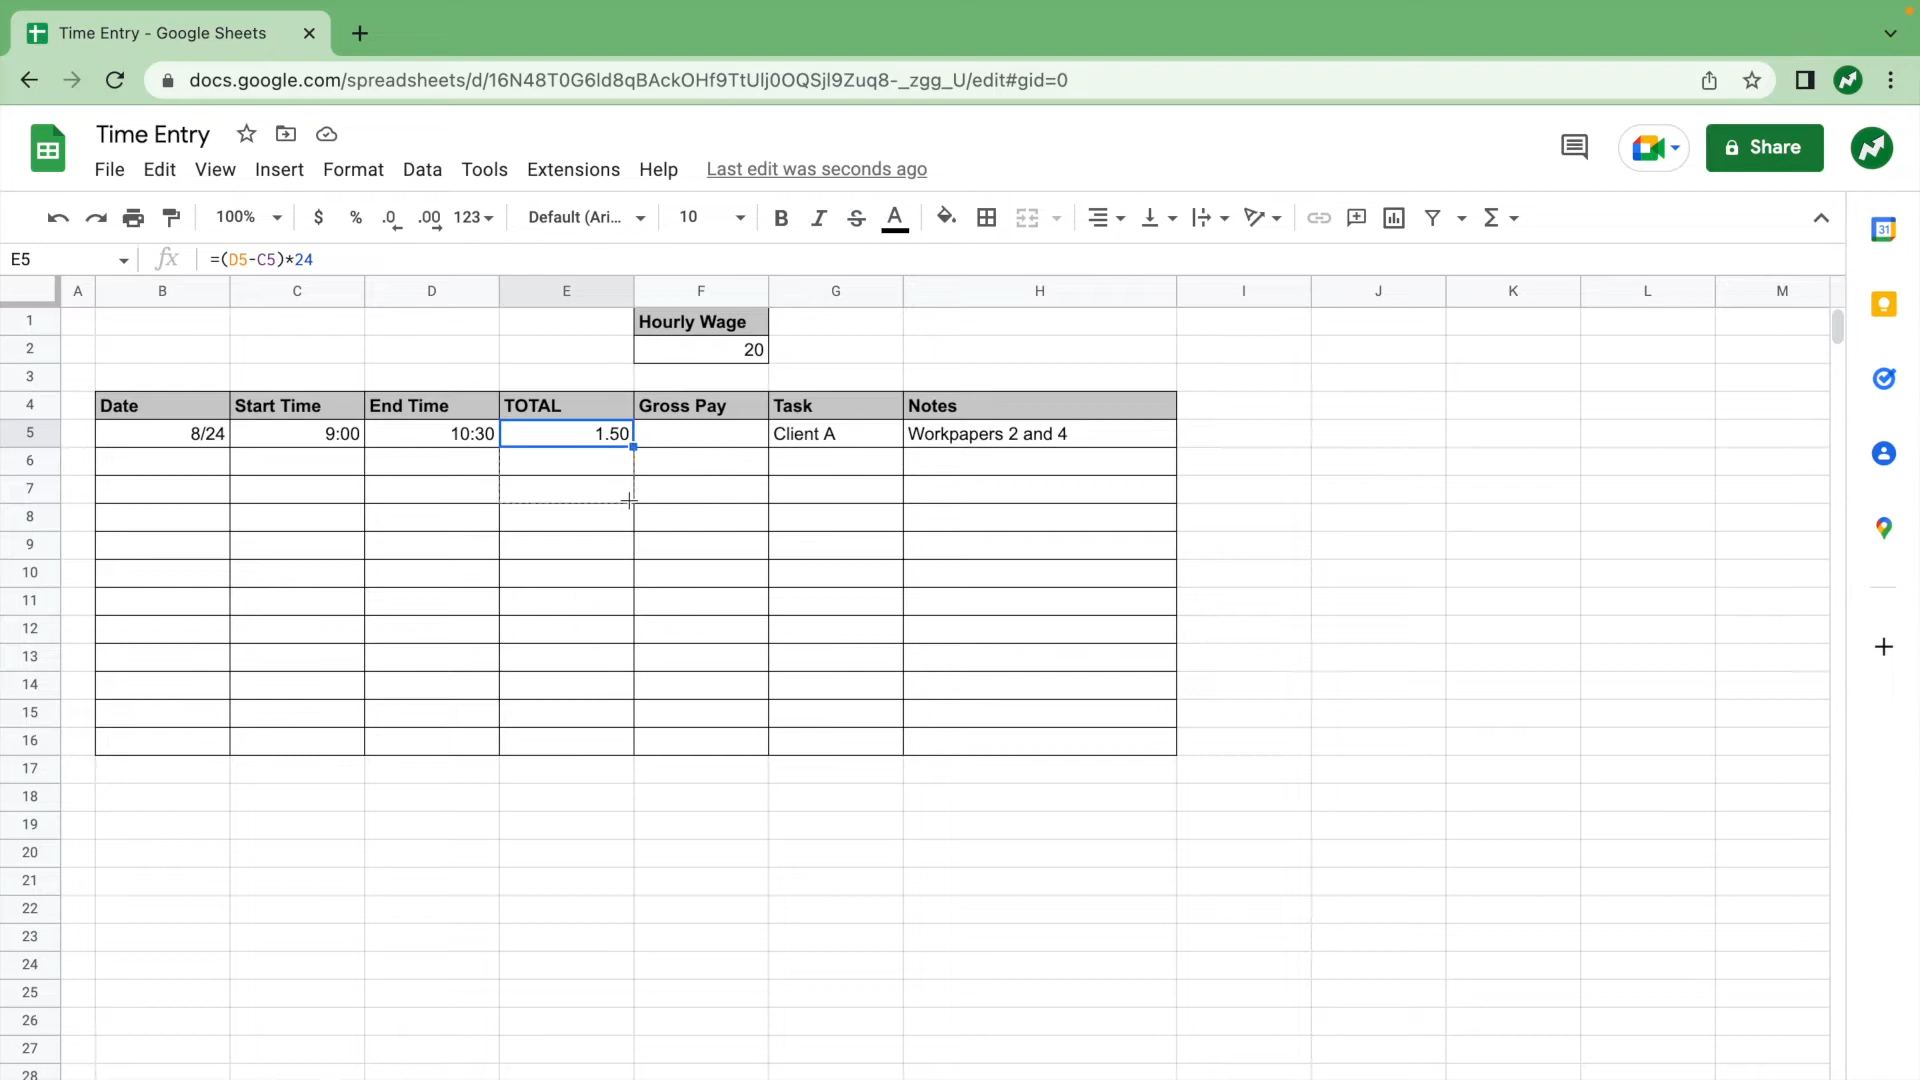 Time Entry - Google Sheets
docs.google.com/spreadsheets/d/16N48T0G6ld8qBAckOHf9TtUlj0OQSjl9Zuq8-_zgg_U/edit#gid=0
Time Entry
File Edit View Insert Format Data Tools Extensions Help Last edit was seconds ago
Share
100% $ % .0 .00 123 Default (Ari... 10 B I S A Σ
E5 fx =(D5-C5)*24
31
A B C D E F G H I J K L M
1 Hourly Wage
2 20
3
4 Date Start Time End Time TOTAL Gross Pay Task Notes
5 8/24 9:00 10:30 1.50 Client A Workpapers 2 and 4
6
7
8
9
10
11
12
13
14
15
16
17
18
19
20
21
22
23
24
25
26
27
28